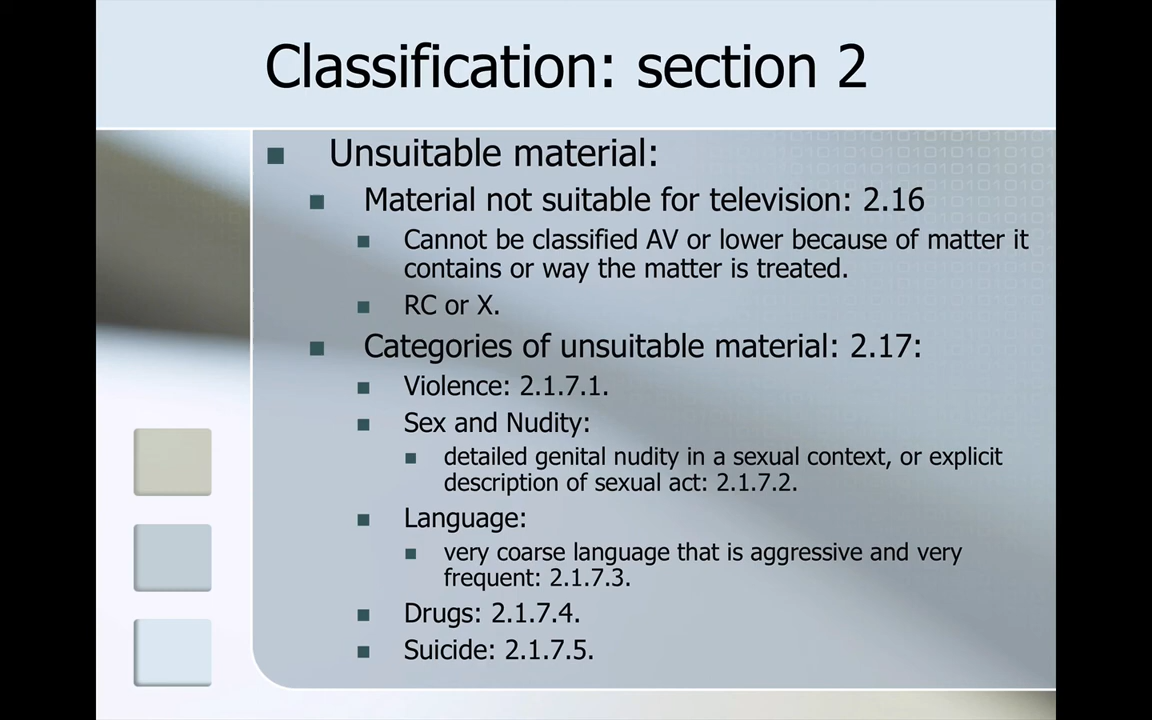 Classification: section 2
Unsuitable material:
Material not suitable for television: 2.16
Cannot be classified AV or lower because of matter it
contains or way the matter is treated.
RC or X.
Categories of unsuitable material: 2.17:
Violence: 2.1.7.1.
Sex and Nudity:
detailed genital nudity in a sexual context, or explicit
description of sexual act: 2.1.7.2.
Language:
very coarse language that is aggressive and very
frequent: 2.1.7.3.
Drugs: 2.1.7.4.
Suicide: 2.1.7.5.